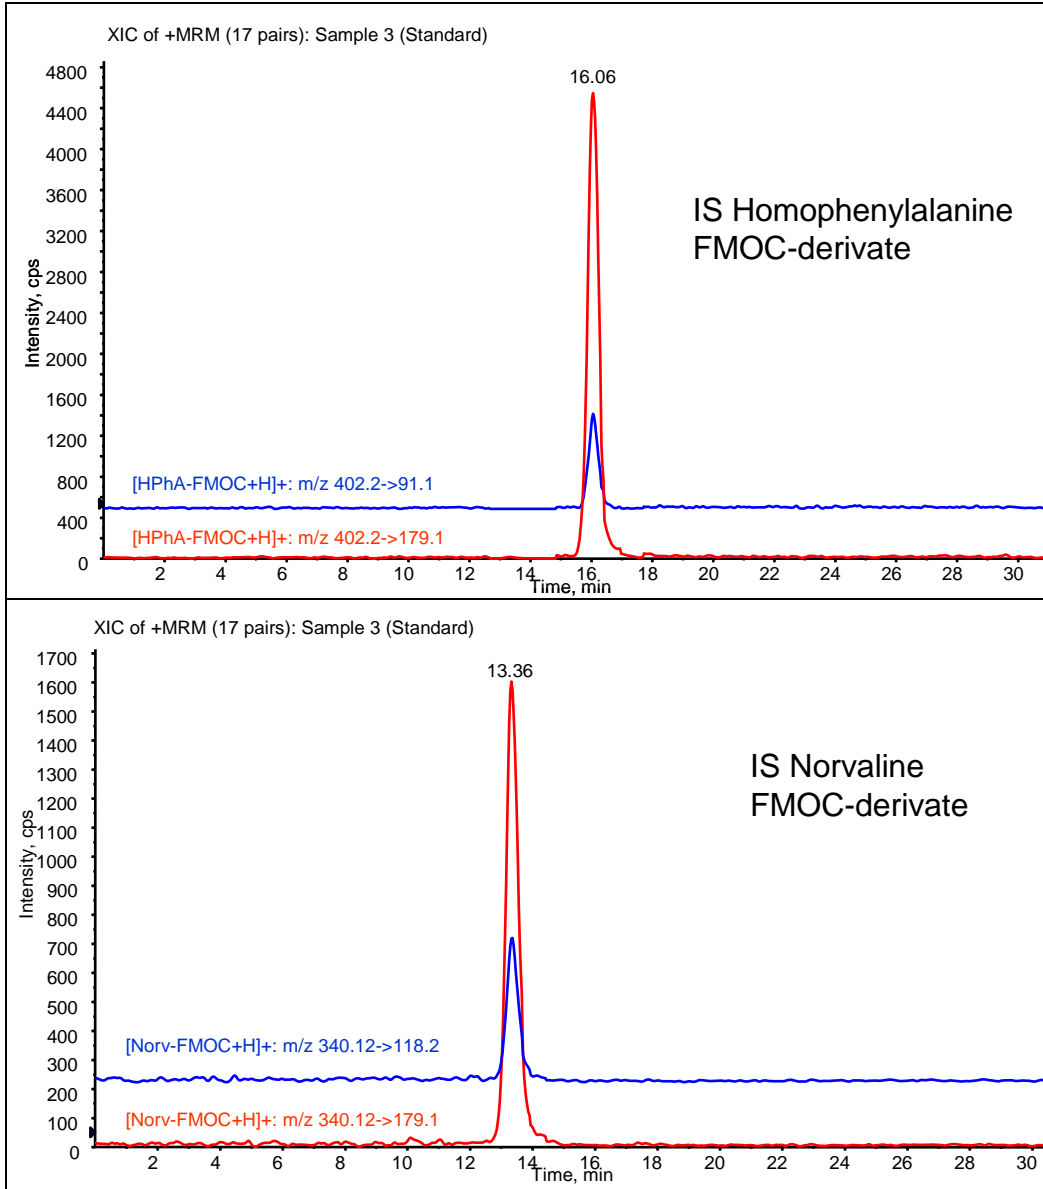 XIC of +MRM (17 pairs): Sample 3 (Standard)
4800
4400
4000
3600
3200
2800
2400
2000
1600
1200
800
400
0
Intensity, cps
16.06
IS Homophenylalanine
FMOC-derivate
[HPhA-FMOC+H]+: m/z 402.2->91.1
[HPhA-FMOC+H]+: m/z 402.2->179.1
2 4 6 8 10 12 14 16 18 20 22 24 26 28 30
Time, min
XIC of +MRM (17 pairs): Sample 3 (Standard)
1700
1600
1500
1400
1300
1200
1100
1000
900
800
700
600
500
400
300
200
100
0
Intensity, cps
13.36
IS Norvaline
FMOC-derivate
[Norv-FMOC+H]+: m/z 340.12->118.2
[Norv-FMOC+H]+: m/z 340.12->179.1
2 4 6 8 10 12 14 16 18 20 22 24 26 28 30
Time, min